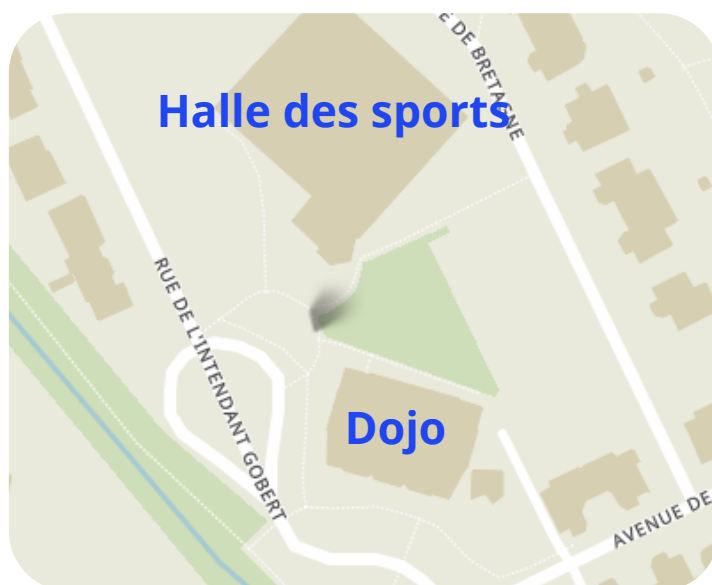 E DE BRETAGNE
Halle des sports
RUE DE L'INTENDANT GOBERT
Dojo
AVENUE DE